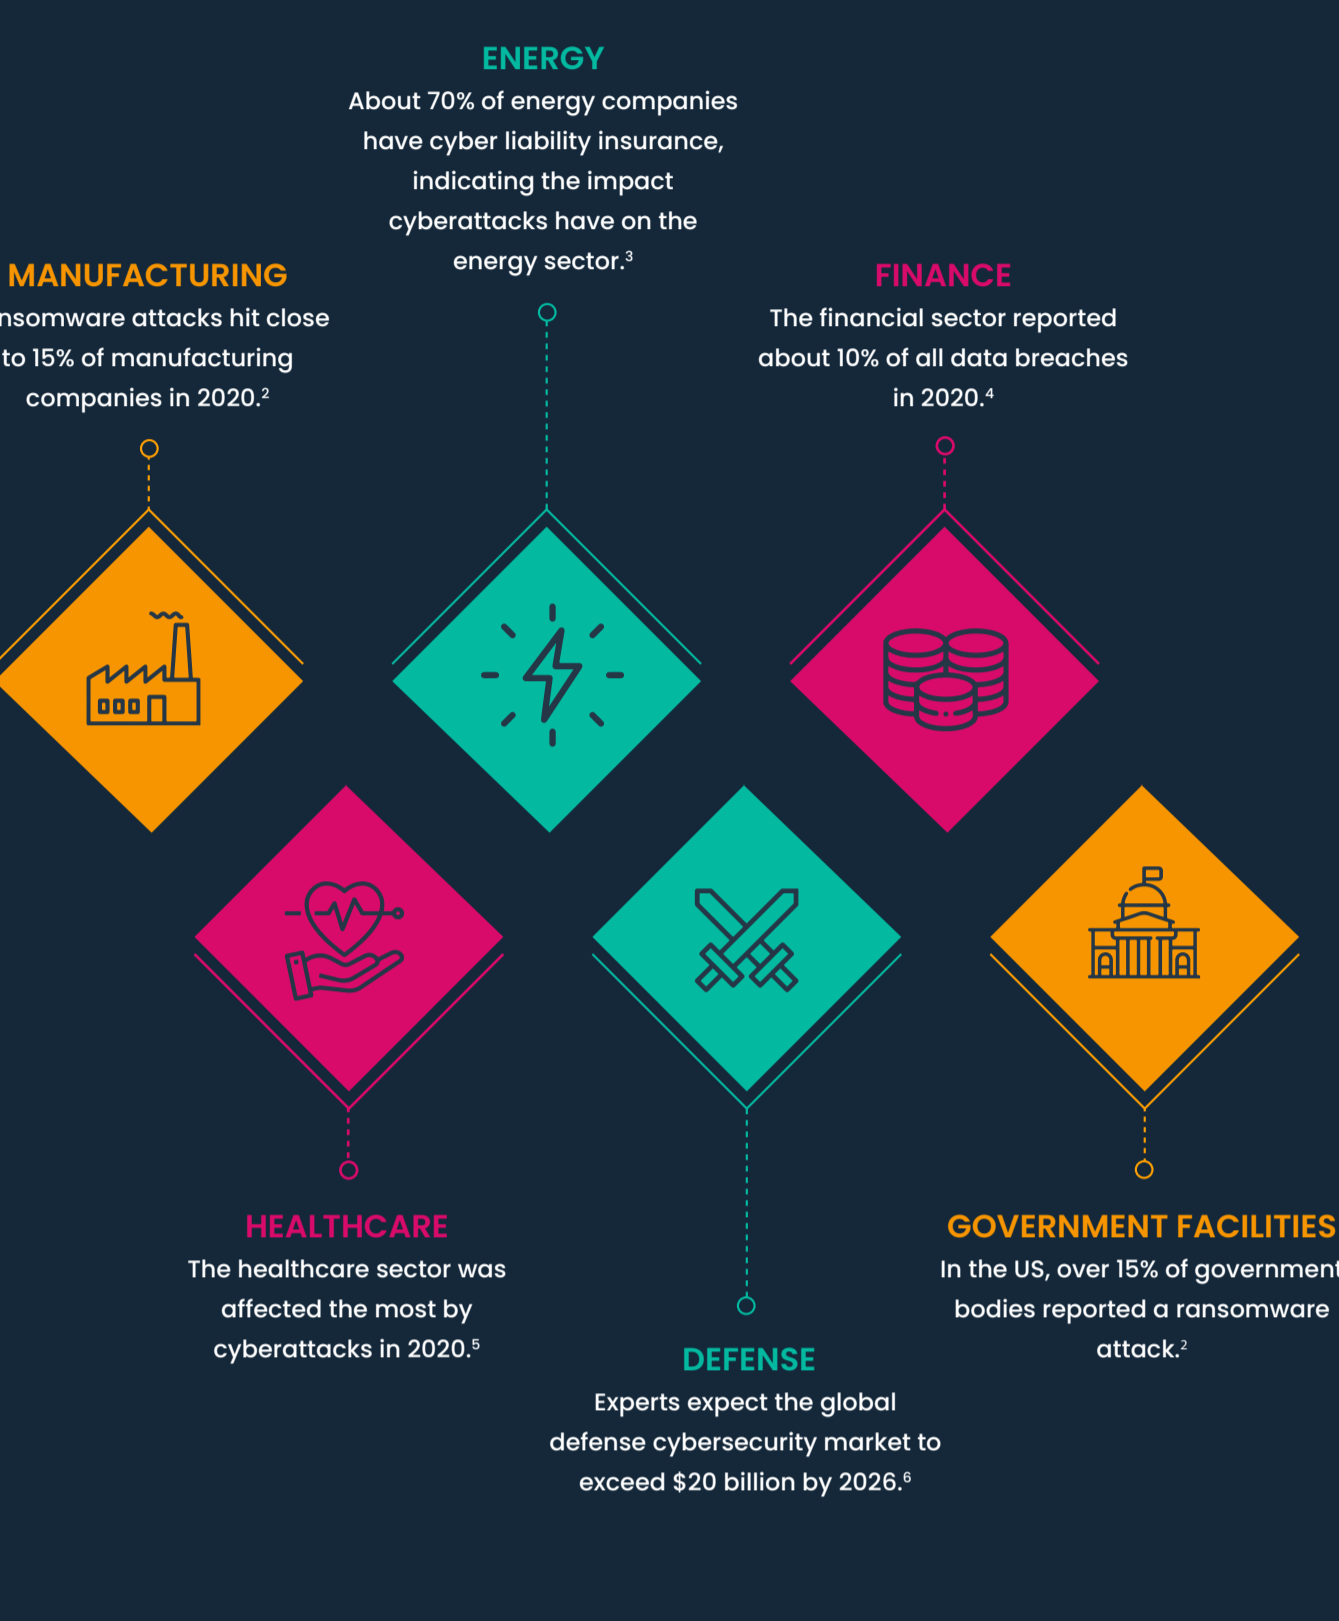 ENERGY
About 70% of energy companies
have cyber liability insurance,
indicating the impact
cyberattacks have on the
energy sector.³
MANUFACTURING
nsomware attacks hit close
to 15% of manufacturing
companies in 2020.²
FINANCE
The financial sector reported
about 10% of all data breaches
in 2020.⁴
HEALTHCARE
The healthcare sector was
affected the most by
cyberattacks in 2020.⁵
DEFENSE
Experts expect the global
defense cybersecurity market to
exceed $20 billion by 2026.⁶
GOVERNMENT FACILITIES
In the US, over 15% of government
bodies reported a ransomware
attack.²